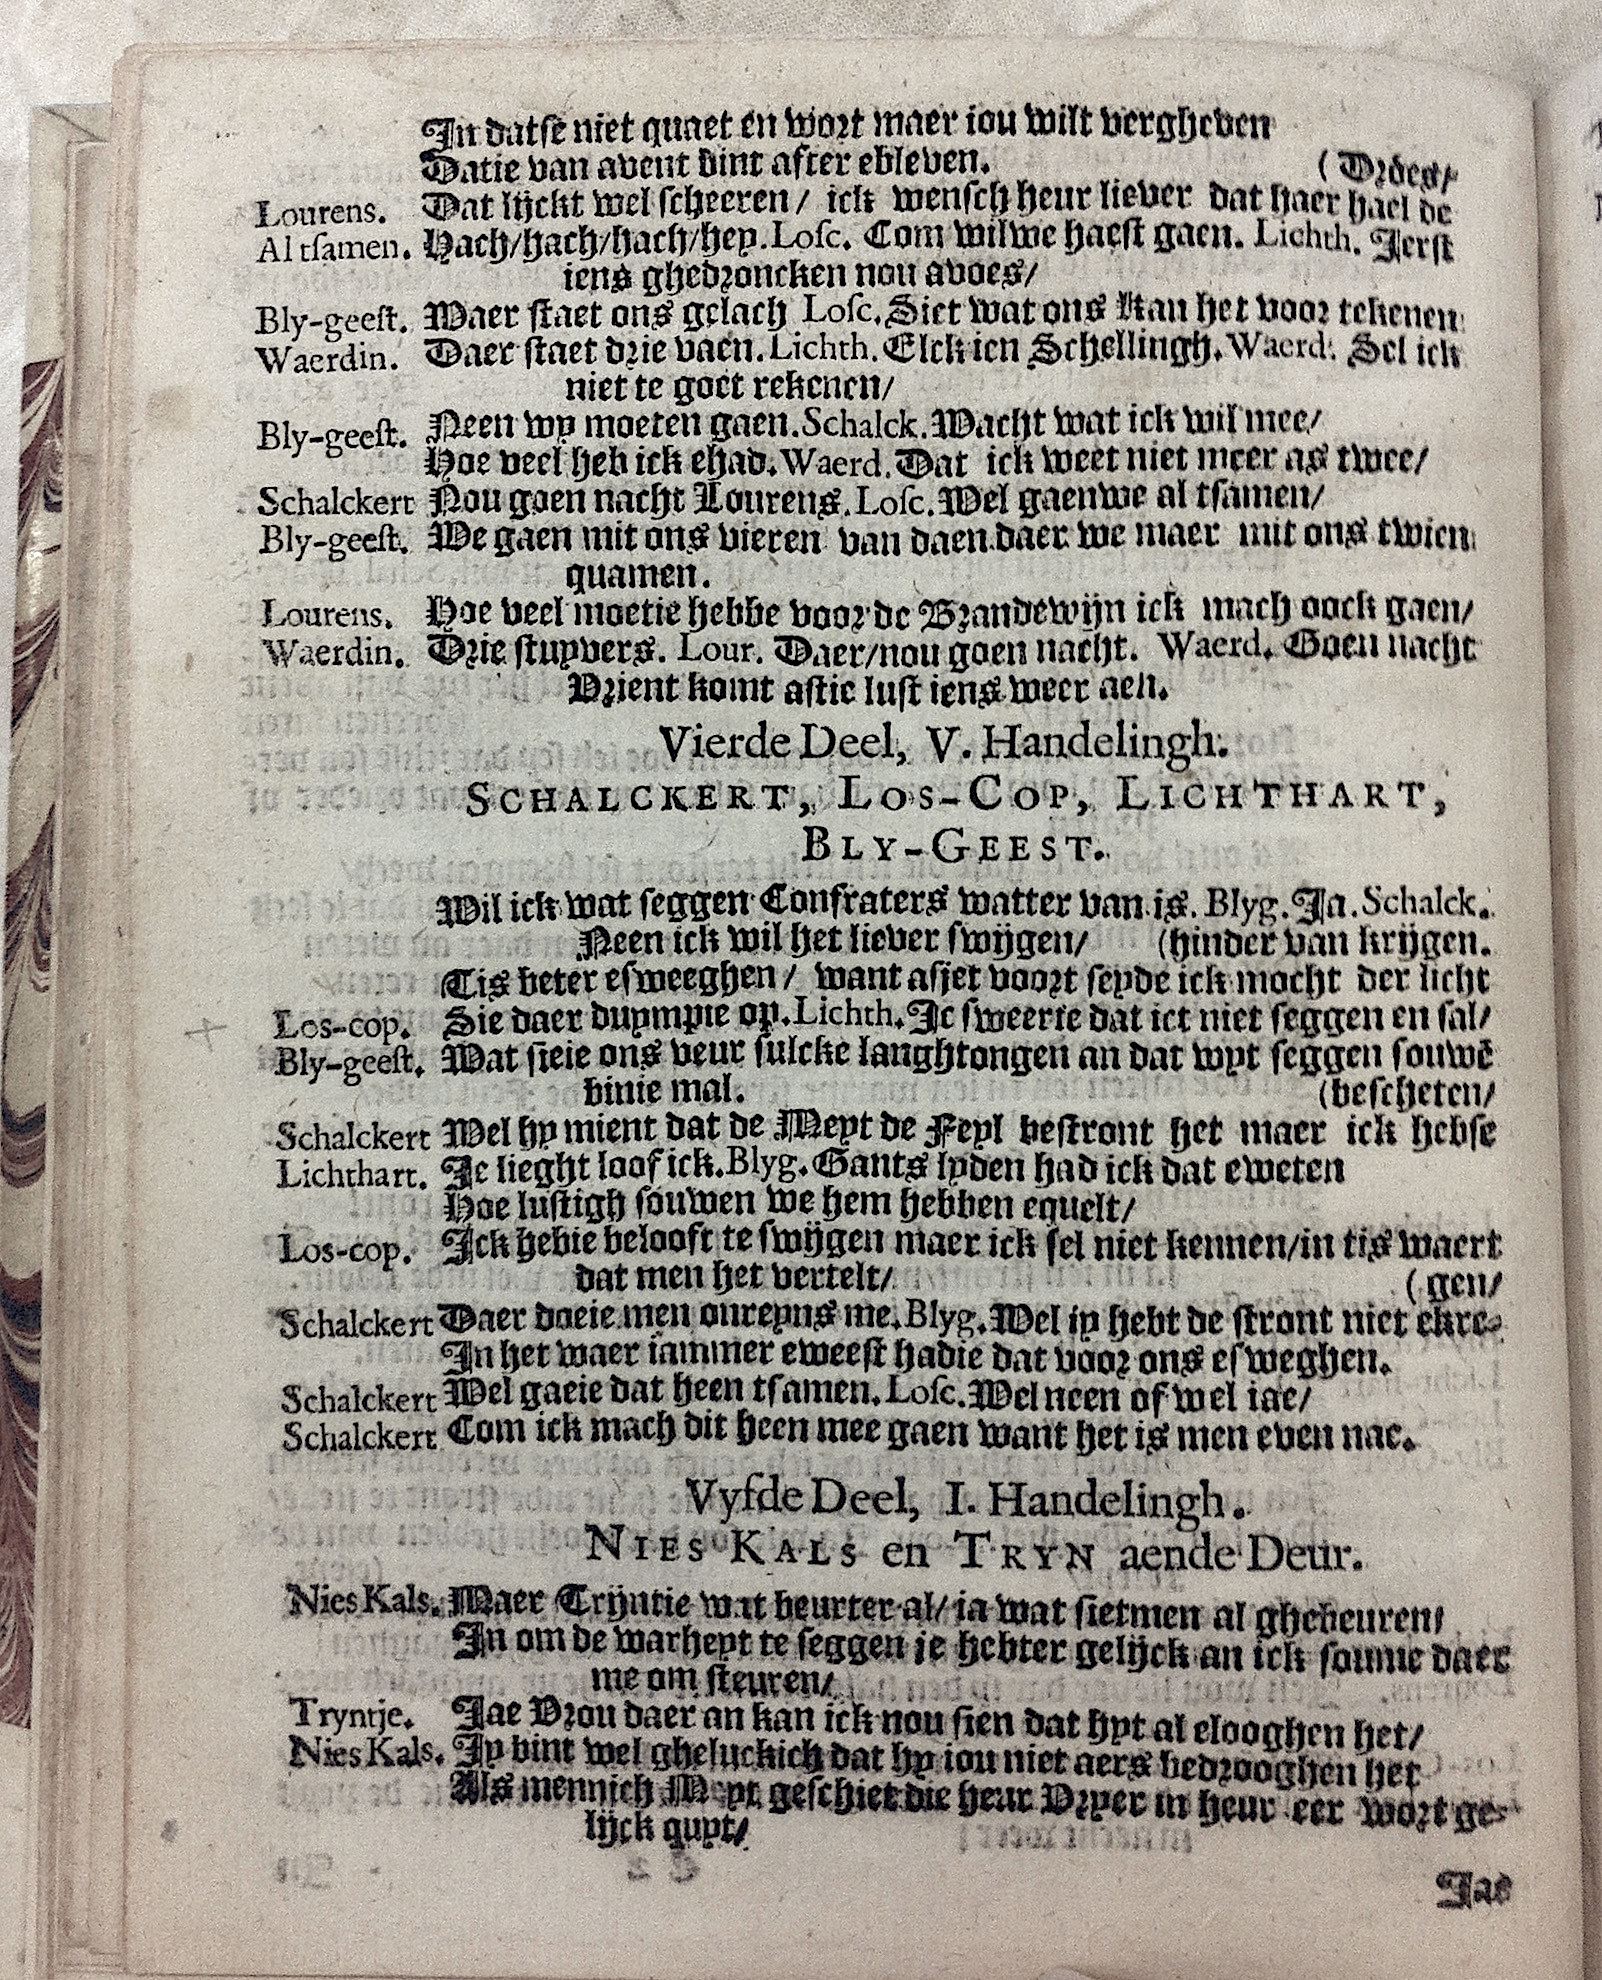 In datse niet quaet en wort maer iou wilt vergheven
Datie van avent bint after ebleven. (Droes/
Lourens. Dat lijckt wel scheeren/ ick wensch heur liever dat haer hael de
Al tsamen. Hach/hach/hach/hey. Losc. Com wilwe haest gaen. Lichth. Jerst
iens ghedroncken nou avoes/
Bly-geest. Maer staet ons gelach Losc. Siet wat ons Kan het voor tekenen
Waerdin. Daer staet drie vaen. Lichth. Elck ien Schellingh. Waerd. Sel ick
niet te goet rekenen/
Bly-geest. Neen wy moeten gaen. Schalck. Wacht wat ick wil mee/
Hoe veel heb ick ehad. Waerd. Dat ick weet niet meer as twee/
Schalckert Nou goen nacht Lourens. Losc. Wel gaenwe al tsamen/
Bly-geest. We gaen mit ons vieren van daen daer we maer mit ons twien
quamen.
Lourens. Hoe veel moetie hebbe voor de Brandewijn ick mach oock gaen/
Waerdin. Drie stuyvers. Lour. Daer/nou goen nacht. Waerd. Goen nacht
Vrient komt astie lust iens weer aen.
Vierde Deel, V. Handelingh.
SCHALCKERT, LOS-COP, LICHTHART,
BLY-GEEST.
Wil ick wat seggen Confraters watter van is. Blyg. Ja. Schalck.
Neen ick wil het liever swijgen/ (hinder van krijgen.
Tis beter esweeghen/ want asjet voort seyde ick mocht der licht
Los-cop. Sie daer duympie op. Lichth. Je sweerie dat ict niet seggen en sal/
Bly-geest. Wat sieie ons veur sulcke langhtongen an dat wyt seggen souwē
binie mal. (bescheten/
Schalckert Wel hy mient dat de Meyt de Feyl bestront het maer ick hebse
Lichthart. Je lieght loof ick. Blyg. Gants lyden had ick dat eweten
Hoe lustigh souwen we hem hebben equelt/
Los-cop. Ick hebie belooft te swijgen maer ick sel niet kennen/in tis waert
dat men het vertelt/ (gen/
Schalckert Daer doeie men onreyns me. Blyg. Wel iy hebt de stront niet ekre-
In het waer iammer eweest hadie dat voor ons esweghen.
Schalckert Wel gaeie dat heen tsamen. Losc. Wel neen of wel iae/
Schalckert Com ick mach dit heen mee gaen want het is men even nae.
Vyfde Deel, I. Handelingh.
NIES KALS en TRYN aende Deur.
Nies Kals. Maer Trijntie wat beurter al/ ia wat sietmen al ghebeuren/
In om de warheyt te seggen je hebter gelijck an ick soume daer
me om steuren/
Tryntje. Jae Vrou daer an kan ick nou sien dat hyt al elooghen het/
Nies Kals. Jy bint wel gheluckich dat hy iou niet aers bedrooghen het
Als mennich Meyt geschiet die heur Vryer in heur eer wort ge-
lijck quyt/
Jae